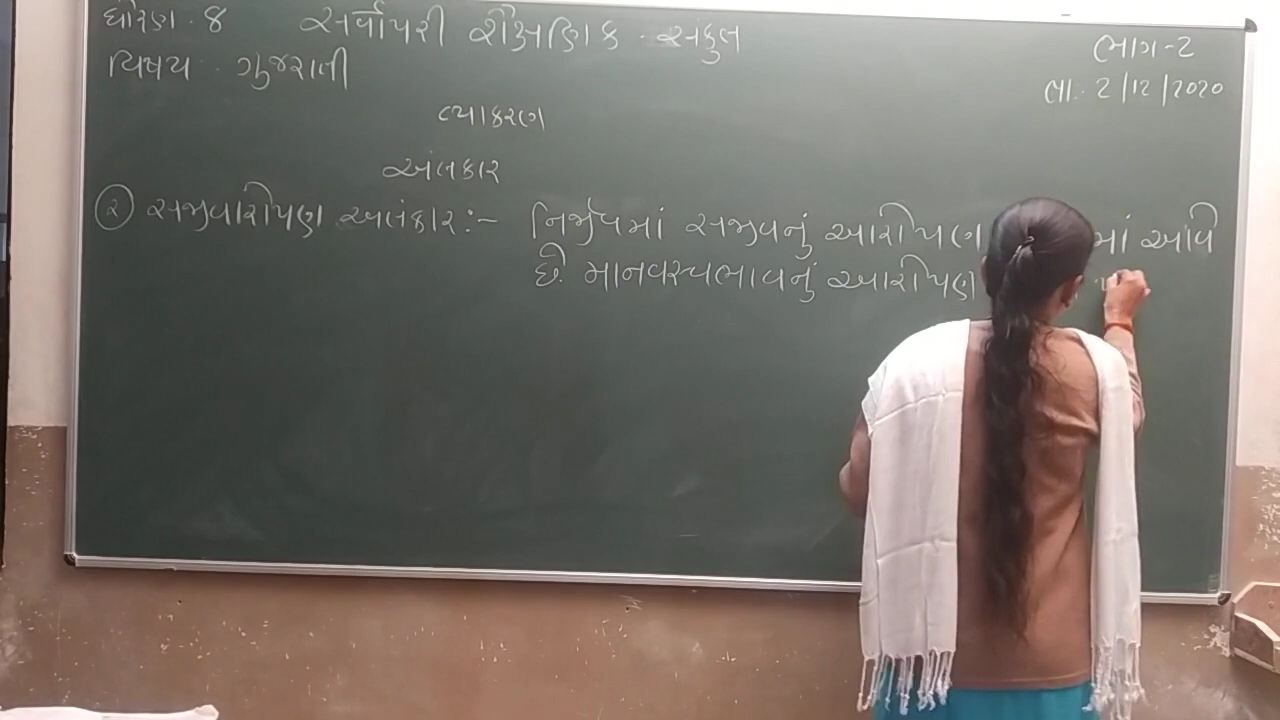 ધોરણ. 8 સર્વોપરી શૈક્ષણિક સંકુલ ભાગ-2
વિષય. ગુજરાતી તા. 2/12/2020
વ્યાકરણ
અલંકાર
(૨) સજીવારોપણ અલંકાર :- નિર્જીવમાં સજીવનું આરોપણ માં આવે
છે. માનવસ્વભાવનું આરોપણ